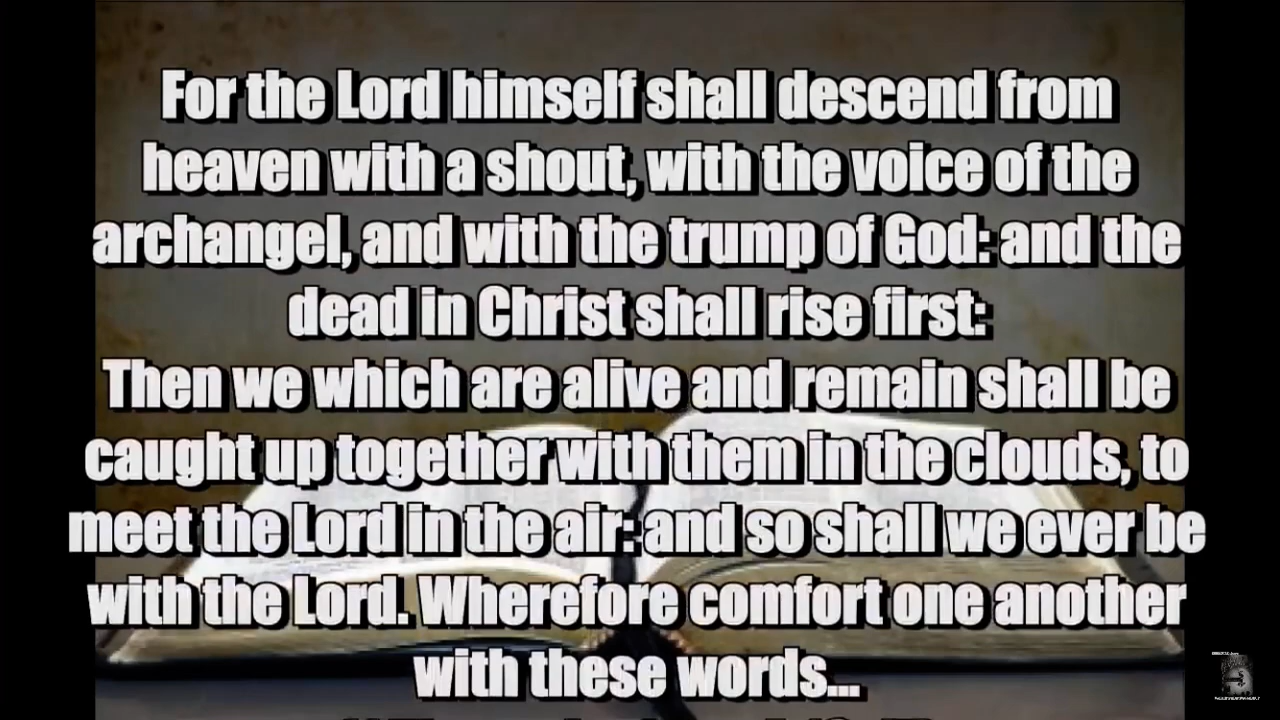 For the Lord himself shall descend from
heaven with a shout, with the voice of the
archangel, and with the trump of God: and the
dead in Christ shall rise first:
Then we which are alive and remain shall be
caught up together with them in the clouds, to
meet the Lord in the air: and so shall we ever be
with the Lord. Wherefore comfort one another
with these words...